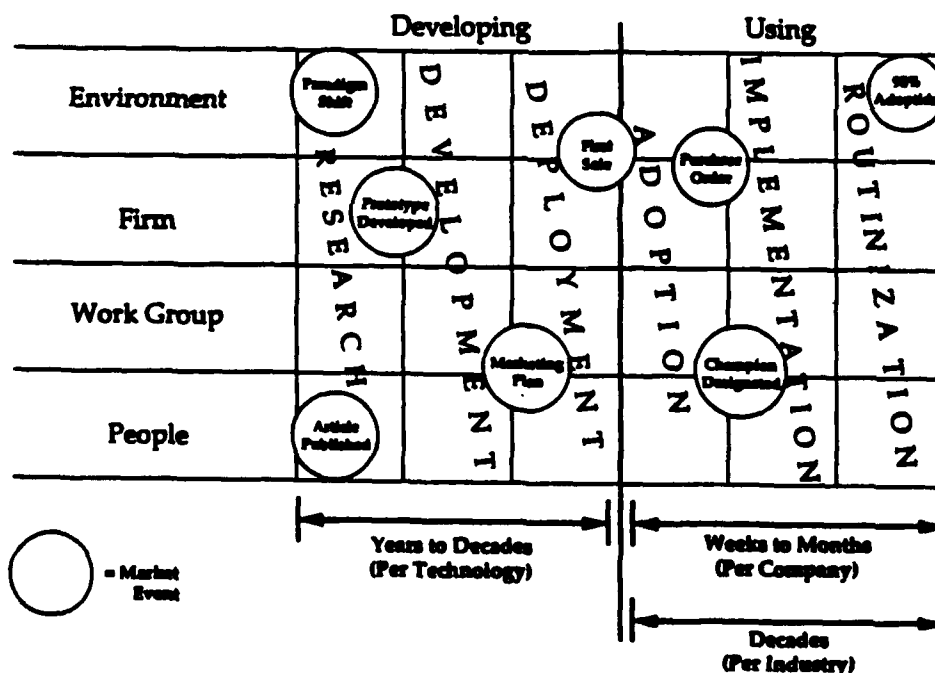 Developing
Using
Environment
Firm
Work Group
People
Paradigm
Shift
Prototype
Developed
Article
Published
Marketing
Plan
First
Sale
Purchase
Order
Champion
Designated
90%
Adoption
RESEARCH
DEVELOPMENT
DEPLOYMENT
ADOPTION
IMPLEMENTATION
ROUTINIZATION
Years to Decades
(Per Technology)
Weeks to Months
(Per Company)
Decades
(Per Industry)
= Market
Event